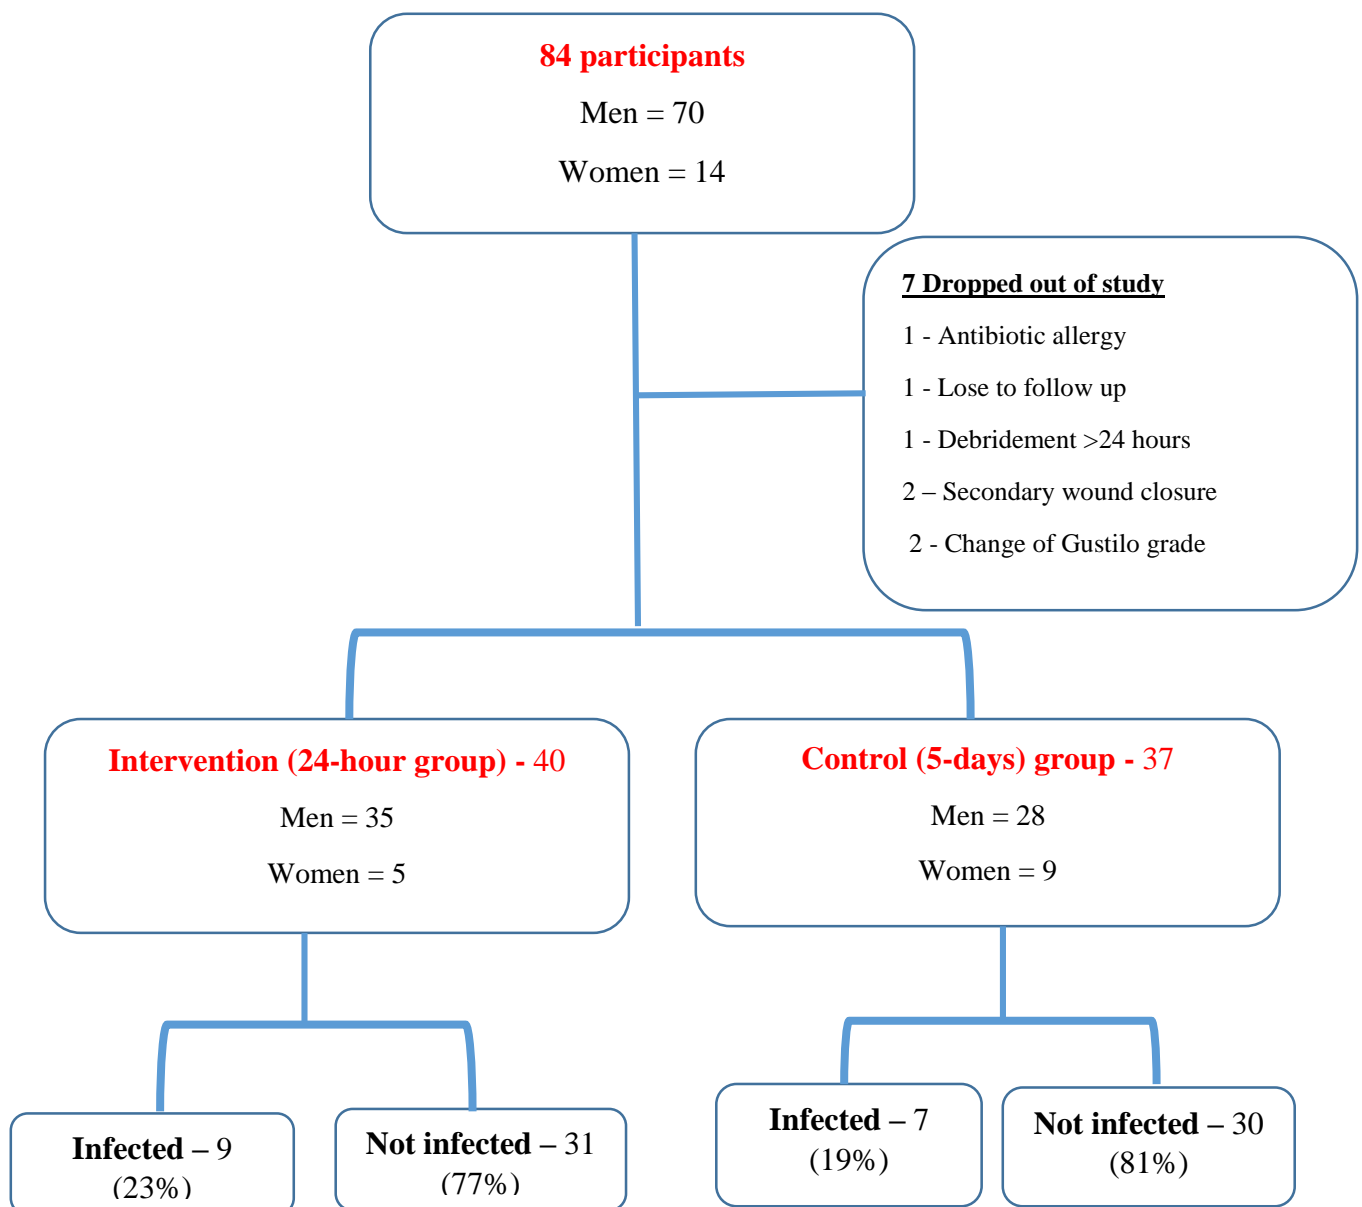 84 participants
Men = 70
Women = 14
7 Dropped out of study
1 - Antibiotic allergy
1 - Lose to follow up
1 - Debridement >24 hours
2 – Secondary wound closure
2 - Change of Gustilo grade
Intervention (24-hour group) - 40
Men = 35
Women = 5
Control (5-days) group - 37
Men = 28
Women = 9
Infected – 9
(23%)
Not infected – 31
(77%)
Infected – 7
(19%)
Not infected – 30
(81%)